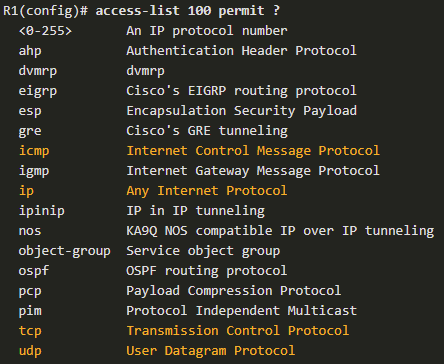 R1(config)# access-list 100 permit ?
<0-255> An IP protocol number
ahp Authentication Header Protocol
dvmrp dvmrp
eigrp Cisco's EIGRP routing protocol
esp Encapsulation Security Payload
gre Cisco's GRE tunneling
icmp Internet Control Message Protocol
igmp Internet Gateway Message Protocol
ip Any Internet Protocol
ipinip IP in IP tunneling
nos KA9Q NOS compatible IP over IP tunneling
object-group Service object group
ospf OSPF routing protocol
pcp Payload Compression Protocol
pim Protocol Independent Multicast
tcp Transmission Control Protocol
udp User Datagram Protocol